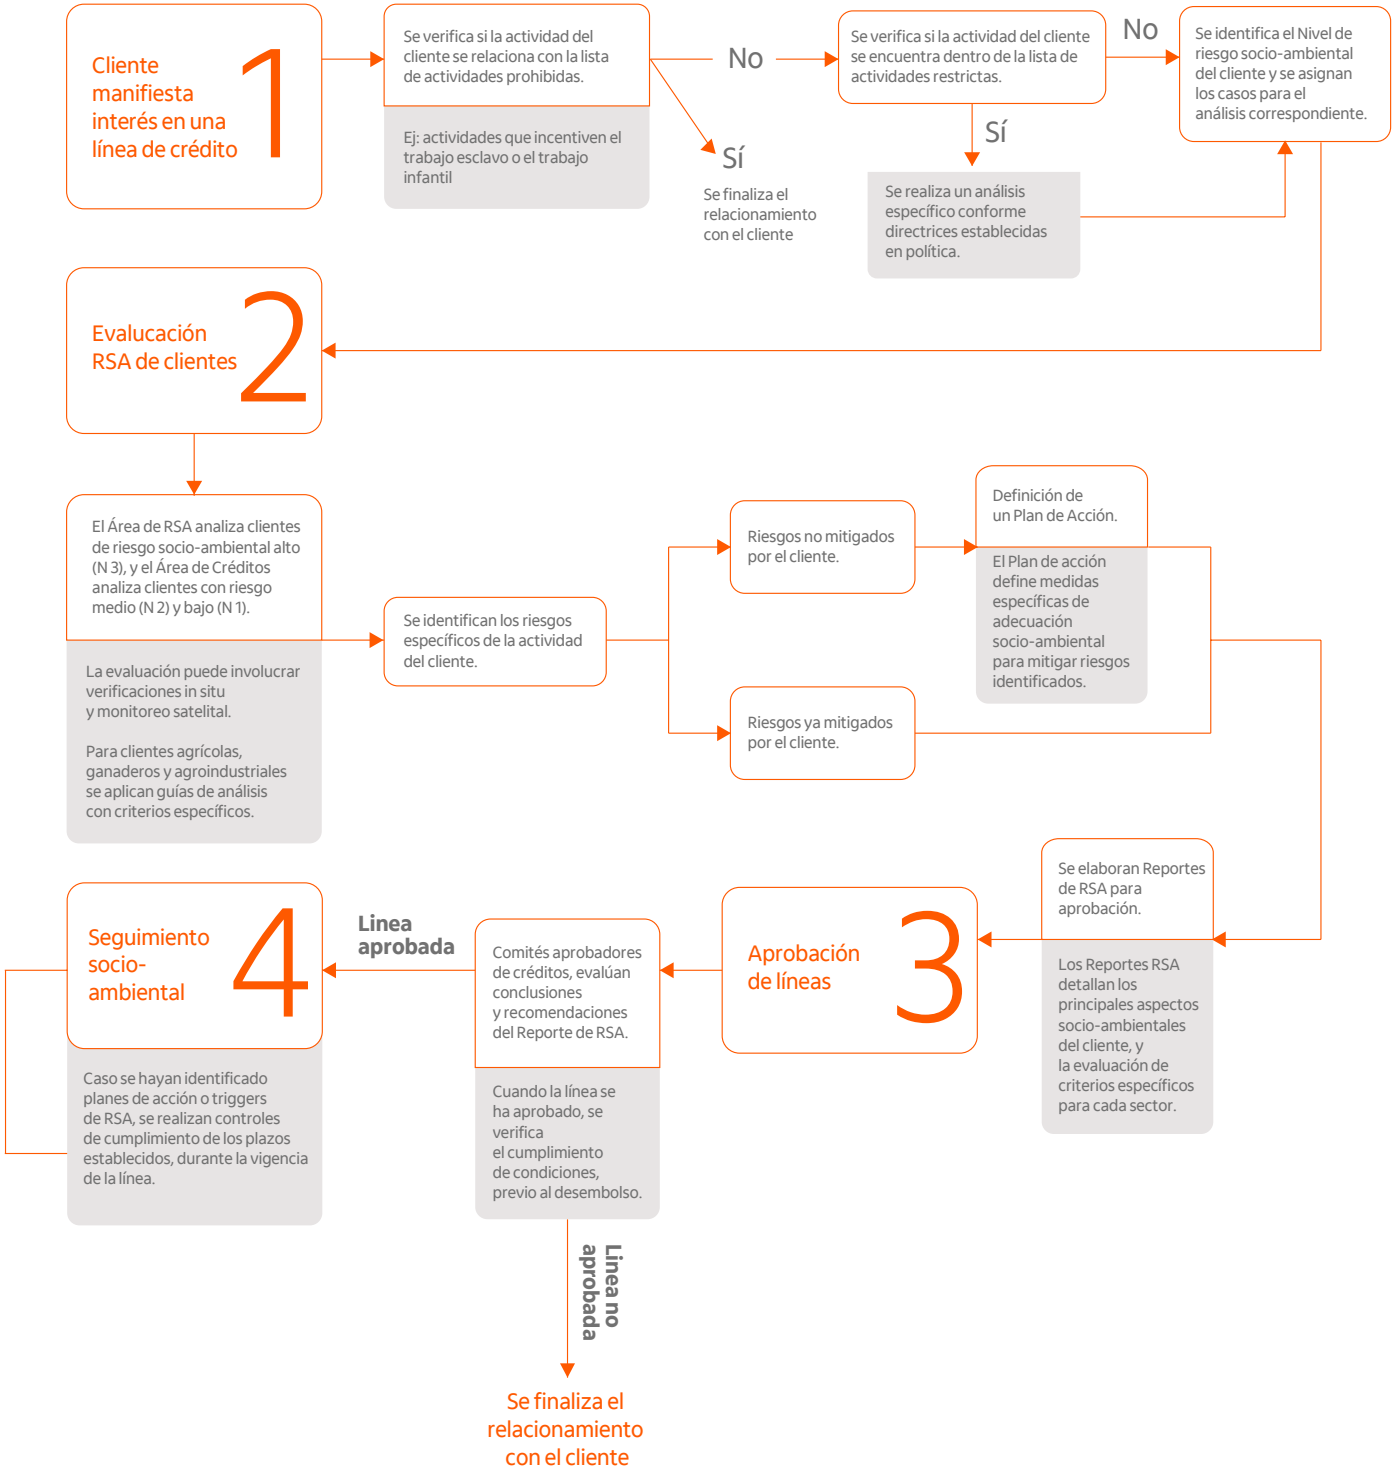 Cliente
manifiesta
interés en una
línea de crédito
1
Se verifica si la actividad del
cliente se relaciona con la lista
de actividades prohibidas.
Ej: actividades que incentiven el
trabajo esclavo o el trabajo
infantil
No
Sí
Se finaliza el
relacionamiento
con el cliente
Se verifica si la actividad del cliente
se encuentra dentro de la lista de
actividades restrictas.
No
Sí
Se realiza un análisis
específico conforme
directrices establecidas
en política.
Se identifica el Nivel de
riesgo socio-ambiental
del cliente y se asignan
los casos para el
análisis correspondiente.
Evalucación
RSA de clientes
2
El Área de RSA analiza clientes
de riesgo socio-ambiental alto
(N 3), y el Área de Créditos
analiza clientes con riesgo
medio (N 2) y bajo (N 1).
La evaluación puede involucrar
verificaciones in situ
y monitoreo satelital.
Para clientes agrícolas,
ganaderos y agroindustriales
se aplican guías de análisis
con criterios específicos.
Se identifican los riesgos
específicos de la actividad
del cliente.
Riesgos no mitigados
por el cliente.
Definición de
un Plan de Acción.
El Plan de acción
define medidas
específicas de
adecuación
socio-ambiental
para mitigar riesgos
identificados.
Riesgos ya mitigados
por el cliente.
Se elaboran Reportes
de RSA para
aprobación.
Los Reportes RSA
detallan los
principales aspectos
socio-ambientales
del cliente, y
la evaluación de
criterios específicos
para cada sector.
Aprobación
de líneas
3
Comités aprobadores
de créditos, evalúan
conclusiones
y recomendaciones
del Reporte de RSA.
Cuando la línea se
ha aprobado, se
verifica
el cumplimiento
de condiciones,
previo al desembolso.
Linea
aprobada
Seguimiento
socio-
ambiental
4
Caso se hayan identificado
planes de acción o triggers
de RSA, se realizan controles
de cumplimiento de los plazos
establecidos, durante la vigencia
de la línea.
Linea no
aprobada
Se finaliza el
relacionamiento
con el cliente